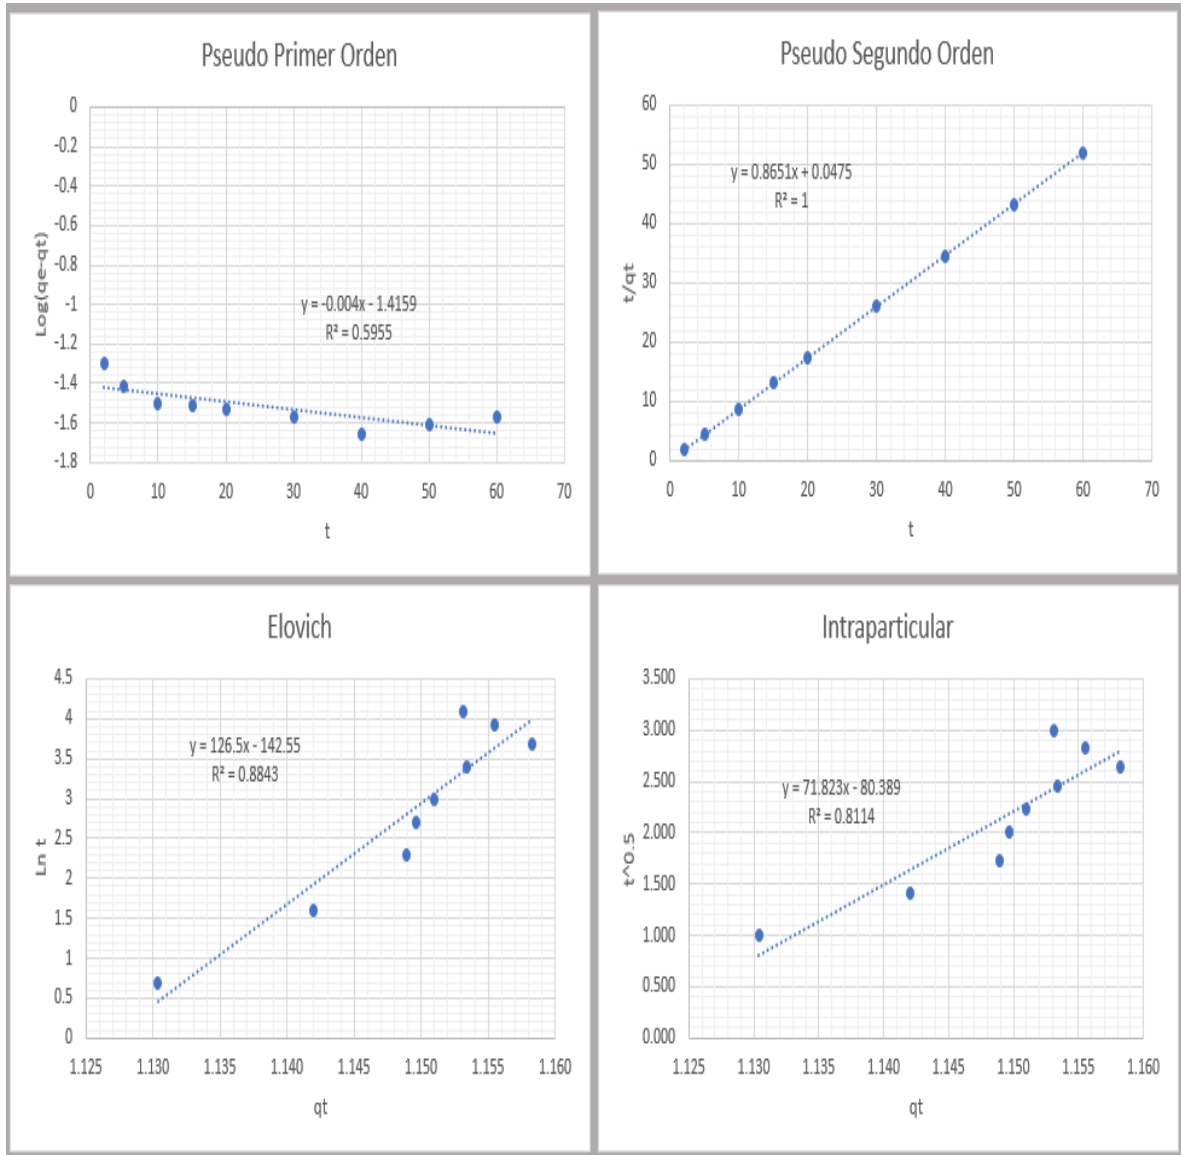 Pseudo Primer Orden
0
-0.2
-0.4
-0.6
-0.8
-1
-1.2
-1.4
-1.6
-1.8
Log(qe-qt)
y = -0.004x - 1.4159
R² = 0.5955
0 10 20 30 40 50 60 70
t
Pseudo Segundo Orden
60
50
40
30
20
10
0
t/qt
y = 0.8651x + 0.0475
R² = 1
0 10 20 30 40 50 60 70
t
Elovich
4.5
4
3.5
3
2.5
2
1.5
1
0.5
0
Ln t
y = 126.5x - 142.55
R² = 0.8843
1.125 1.130 1.135 1.140 1.145 1.150 1.155 1.160
qt
Intraparticular
3.500
3.000
2.500
2.000
1.500
1.000
0.500
0.000
t^0.5
y = 71.823x - 80.389
R² = 0.8114
1.125 1.130 1.135 1.140 1.145 1.150 1.155 1.160
qt